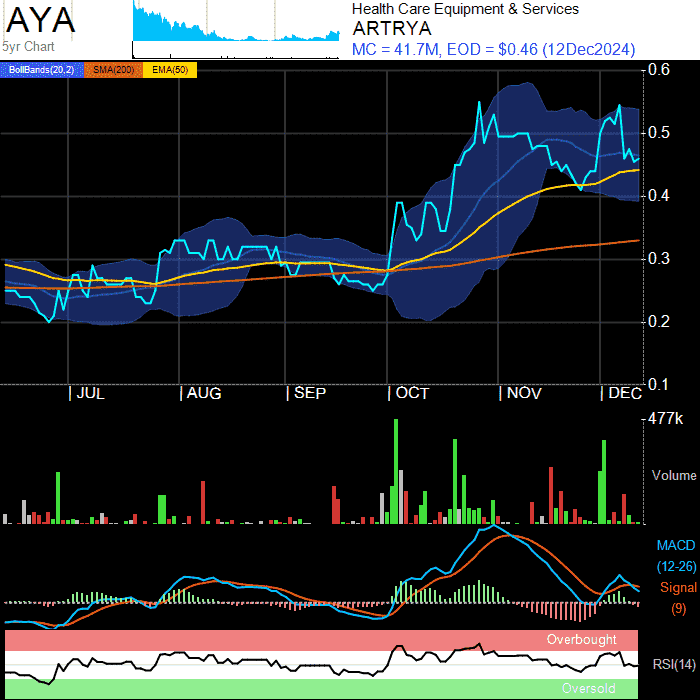 AYA
5yr Chart
Health Care Equipment & Services
ARTRYA
MC = 41.7M, EOD = $0.46 (12Dec2024)
BollBands(20,2) SMA(200) EMA(50)
0.6
0.5
0.4
0.3
0.2
0.1
| JUL | AUG | SEP | OCT | NOV | DEC
477k
Volume
MACD
(12-26)
Signal
(9)
Overbought
RSI(14)
Oversold